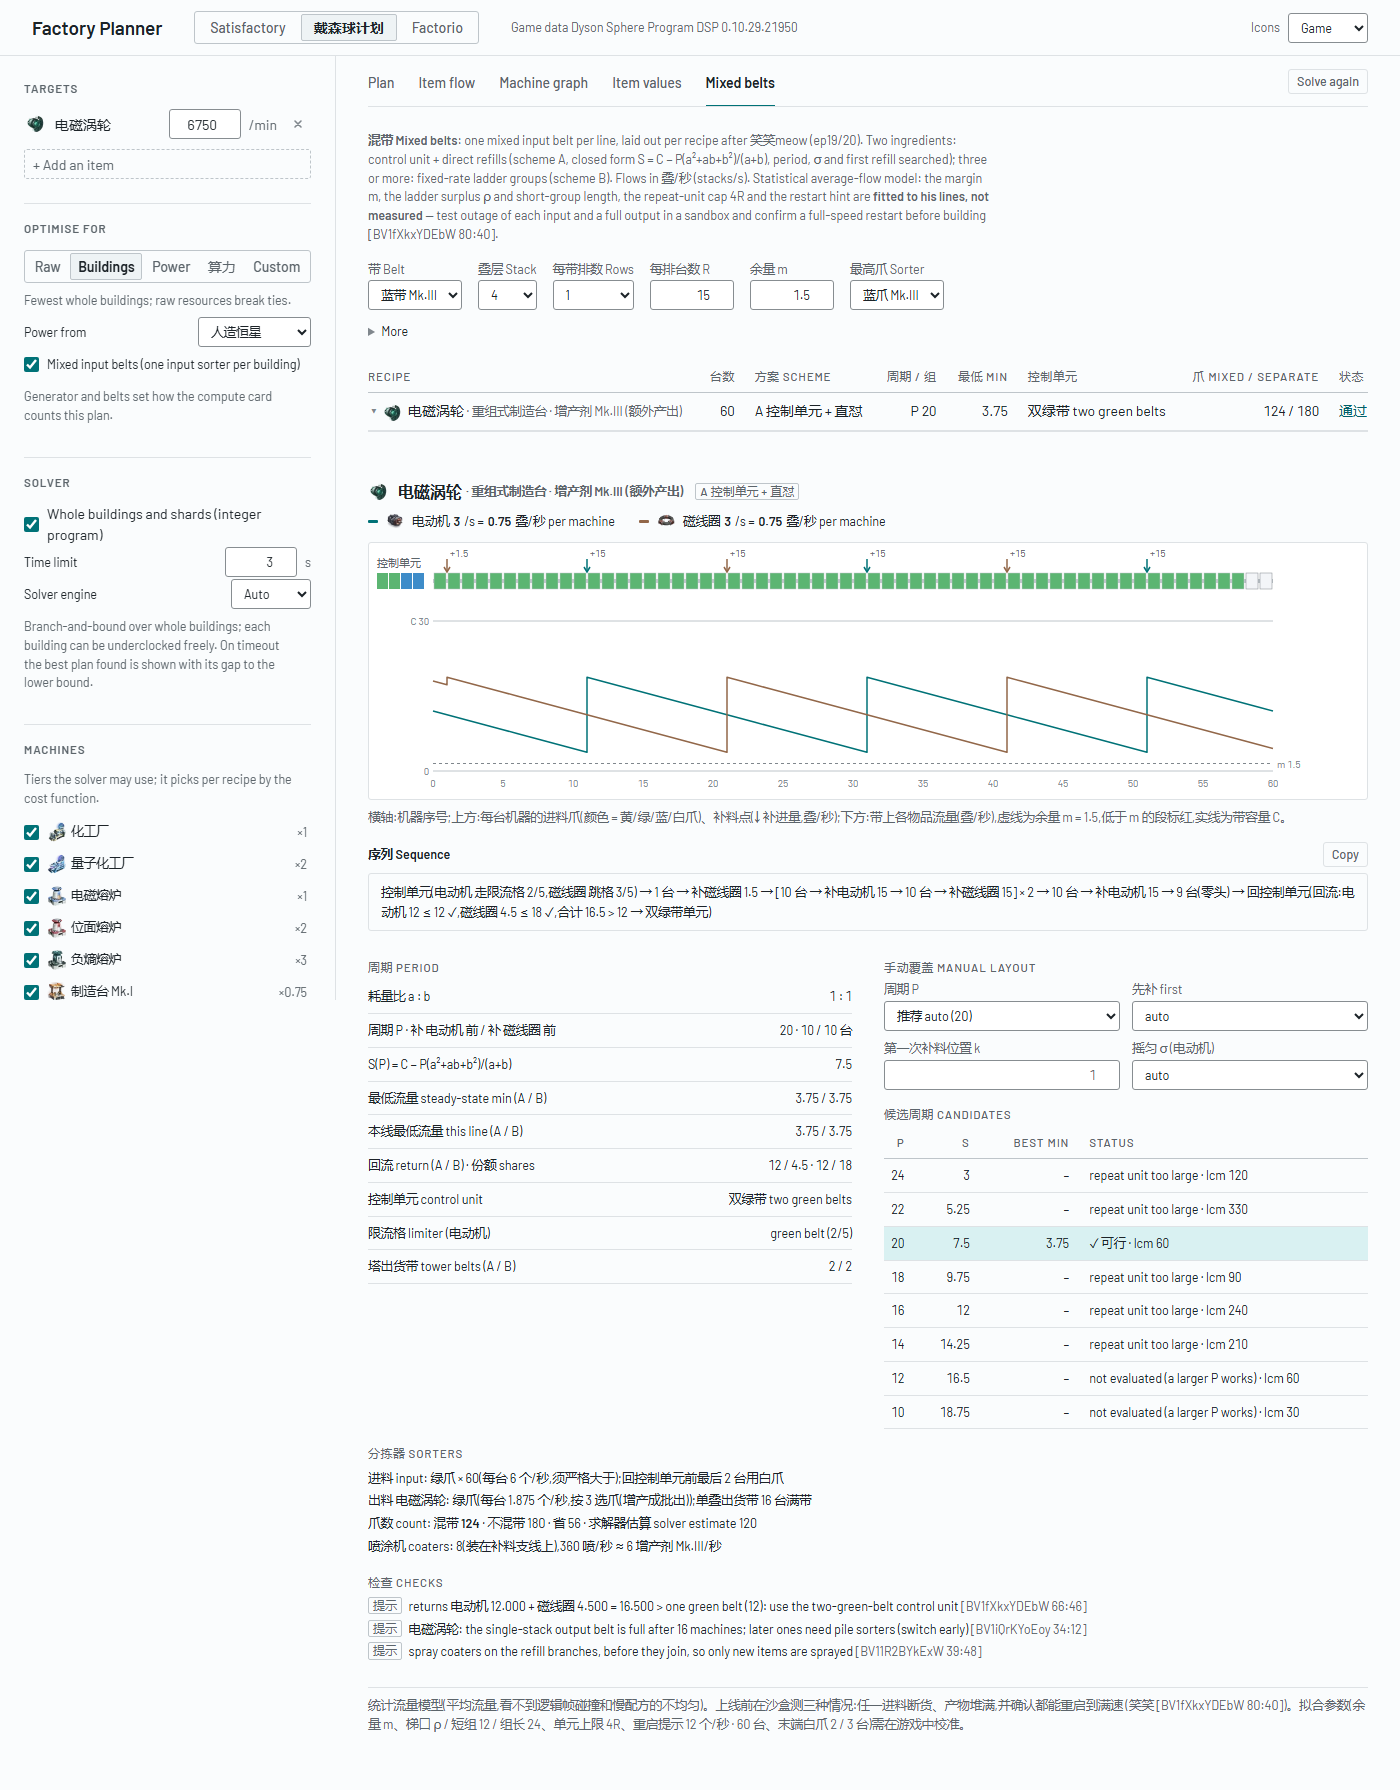 Factory Planner
Satisfactory 戴森球计划 Factorio
Game data Dyson Sphere Program DSP 0.10.29.21950
Icons Game
TARGETS
电磁涡轮 6750 /min ×
+ Add an item
OPTIMISE FOR
Raw Buildings Power 算力 Custom
Fewest whole buildings; raw resources break ties.
Power from 人造恒星
Mixed input belts (one input sorter per building)
Generator and belts set how the compute card
counts this plan.
SOLVER
Whole buildings and shards (integer
program)
Time limit 3 s
Solver engine Auto
Branch-and-bound over whole buildings; each
building can be underclocked freely. On timeout
the best plan found is shown with its gap to the
lower bound.
MACHINES
Tiers the solver may use; it picks per recipe by the
cost function.
化工厂 ×1
量子化工厂 ×2
电磁熔炉 ×1
位面熔炉 ×2
负熵熔炉 ×3
制造台 Mk.I ×0.75
Plan Item flow Machine graph Item values Mixed belts
Solve again
混带 Mixed belts: one mixed input belt per line, laid out per recipe after 笑笑meow (ep19/20). Two ingredients:
control unit + direct refills (scheme A, closed form S = C − P(a²+ab+b²)/(a+b), period, σ and first refill searched); three
or more: fixed-rate ladder groups (scheme B). Flows in 叠/秒 (stacks/s). Statistical average-flow model: the margin
m, the ladder surplus ρ and short-group length, the repeat-unit cap 4R and the restart hint are fitted to his lines, not
measured — test outage of each input and a full output in a sandbox and confirm a full-speed restart before building
[BV1fXkxYDEbW 80:40].
带 Belt 叠层 Stack 每带排数 Rows 每排台数 R 余量 m 最高爪 Sorter
蓝带 Mk.III 4 1 15 1.5 蓝爪 Mk.III
More
RECIPE 台数 方案 SCHEME 周期 / 组 最低 MIN 控制单元 爪 MIXED / SEPARATE 状态
电磁涡轮 · 重组式制造台 · 增产剂 Mk.III (额外产出) 60 A 控制单元 + 直怼 P 20 3.75 双绿带 two green belts 124 / 180 通过
电磁涡轮 · 重组式制造台 · 增产剂 Mk.III (额外产出) A 控制单元 + 直怼
电动机 3 /s = 0.75 叠/秒 per machine 磁线圈 3 /s = 0.75 叠/秒 per machine
控制单元 +1.5 +15 +15 +15 +15 +15
C 30
0 m 1.5
0 5 10 15 20 25 30 35 40 45 50 55 60
横轴:机器序号;上方:每台机器的进料爪(颜色 = 黄/绿/蓝/白爪)、补料点(↓ 补进量,叠/秒);下方:带上各物品流量(叠/秒),虚线为余量 m = 1.5,低于 m 的段标红,实线为带容量 C。
序列 Sequence Copy
控制单元(电动机 走限流格 2/5,磁线圈 跳格 3/5) → 1 台 → 补磁线圈 1.5 → [10 台 → 补电动机 15 → 10 台 → 补磁线圈 15] × 2 → 10 台 → 补电动机 15 → 9 台(零头) → 回控制单元(回流:电
动机 12 ≤ 12 ✓,磁线圈 4.5 ≤ 18 ✓,合计 16.5 > 12 → 双绿带单元)
周期 PERIOD
耗量比 a : b 1 : 1
周期 P · 补 电动机 前 / 补 磁线圈 前 20 · 10 / 10 台
S(P) = C − P(a²+ab+b²)/(a+b) 7.5
最低流量 steady-state min (A / B) 3.75 / 3.75
本线最低流量 this line (A / B) 3.75 / 3.75
回流 return (A / B) · 份额 shares 12 / 4.5 · 12 / 18
控制单元 control unit 双绿带 two green belts
限流格 limiter (电动机) green belt (2/5)
塔出货带 tower belts (A / B) 2 / 2
手动覆盖 MANUAL LAYOUT
周期 P 先补 first
推荐 auto (20) auto
第一次补料位置 k 摇匀 σ (电动机)
1 auto
候选周期 CANDIDATES
P S BEST MIN STATUS
24 3 – repeat unit too large · lcm 120
22 5.25 – repeat unit too large · lcm 330
20 7.5 3.75 ✓ 可行 · lcm 60
18 9.75 – repeat unit too large · lcm 90
16 12 – repeat unit too large · lcm 240
14 14.25 – repeat unit too large · lcm 210
12 16.5 – not evaluated (a larger P works) · lcm 60
10 18.75 – not evaluated (a larger P works) · lcm 30
分拣器 SORTERS
进料 input: 绿爪 × 60(每台 6 个/秒,须严格大于);回控制单元前最后 2 台用白爪
出料 电磁涡轮: 绿爪(每台 1.875 个/秒,按 3 选爪(增产成批出));单叠出货带 16 台满带
爪数 count: 混带 124 · 不混带 180 · 省 56 · 求解器估算 solver estimate 120
喷涂机 coaters: 8(装在补料支线上),360 喷/秒 ≈ 6 增产剂 Mk.III/秒
检查 CHECKS
提示 returns 电动机 12.000 + 磁线圈 4.500 = 16.500 > one green belt (12): use the two-green-belt control unit [BV1fXkxYDEbW 66:46]
提示 电磁涡轮: the single-stack output belt is full after 16 machines; later ones need pile sorters (switch early) [BV1iQrKYoEoy 34:12]
提示 spray coaters on the refill branches, before they join, so only new items are sprayed [BV11R2BYkExW 39:48]
统计流量模型(平均流量,看不到逻辑帧碰撞和慢配方的不均匀)。上线前在沙盒测三种情况:任一进料断货、产物堆满,并确认都能重启到满速 (笑笑 [BV1fXkxYDEbW 80:40])。拟合参数(余
量 m、梯口 ρ / 短组 12 / 组长 24、单元上限 4R、重启提示 12 个/秒 · 60 台、末端白爪 2 / 3 台)需在游戏中校准。